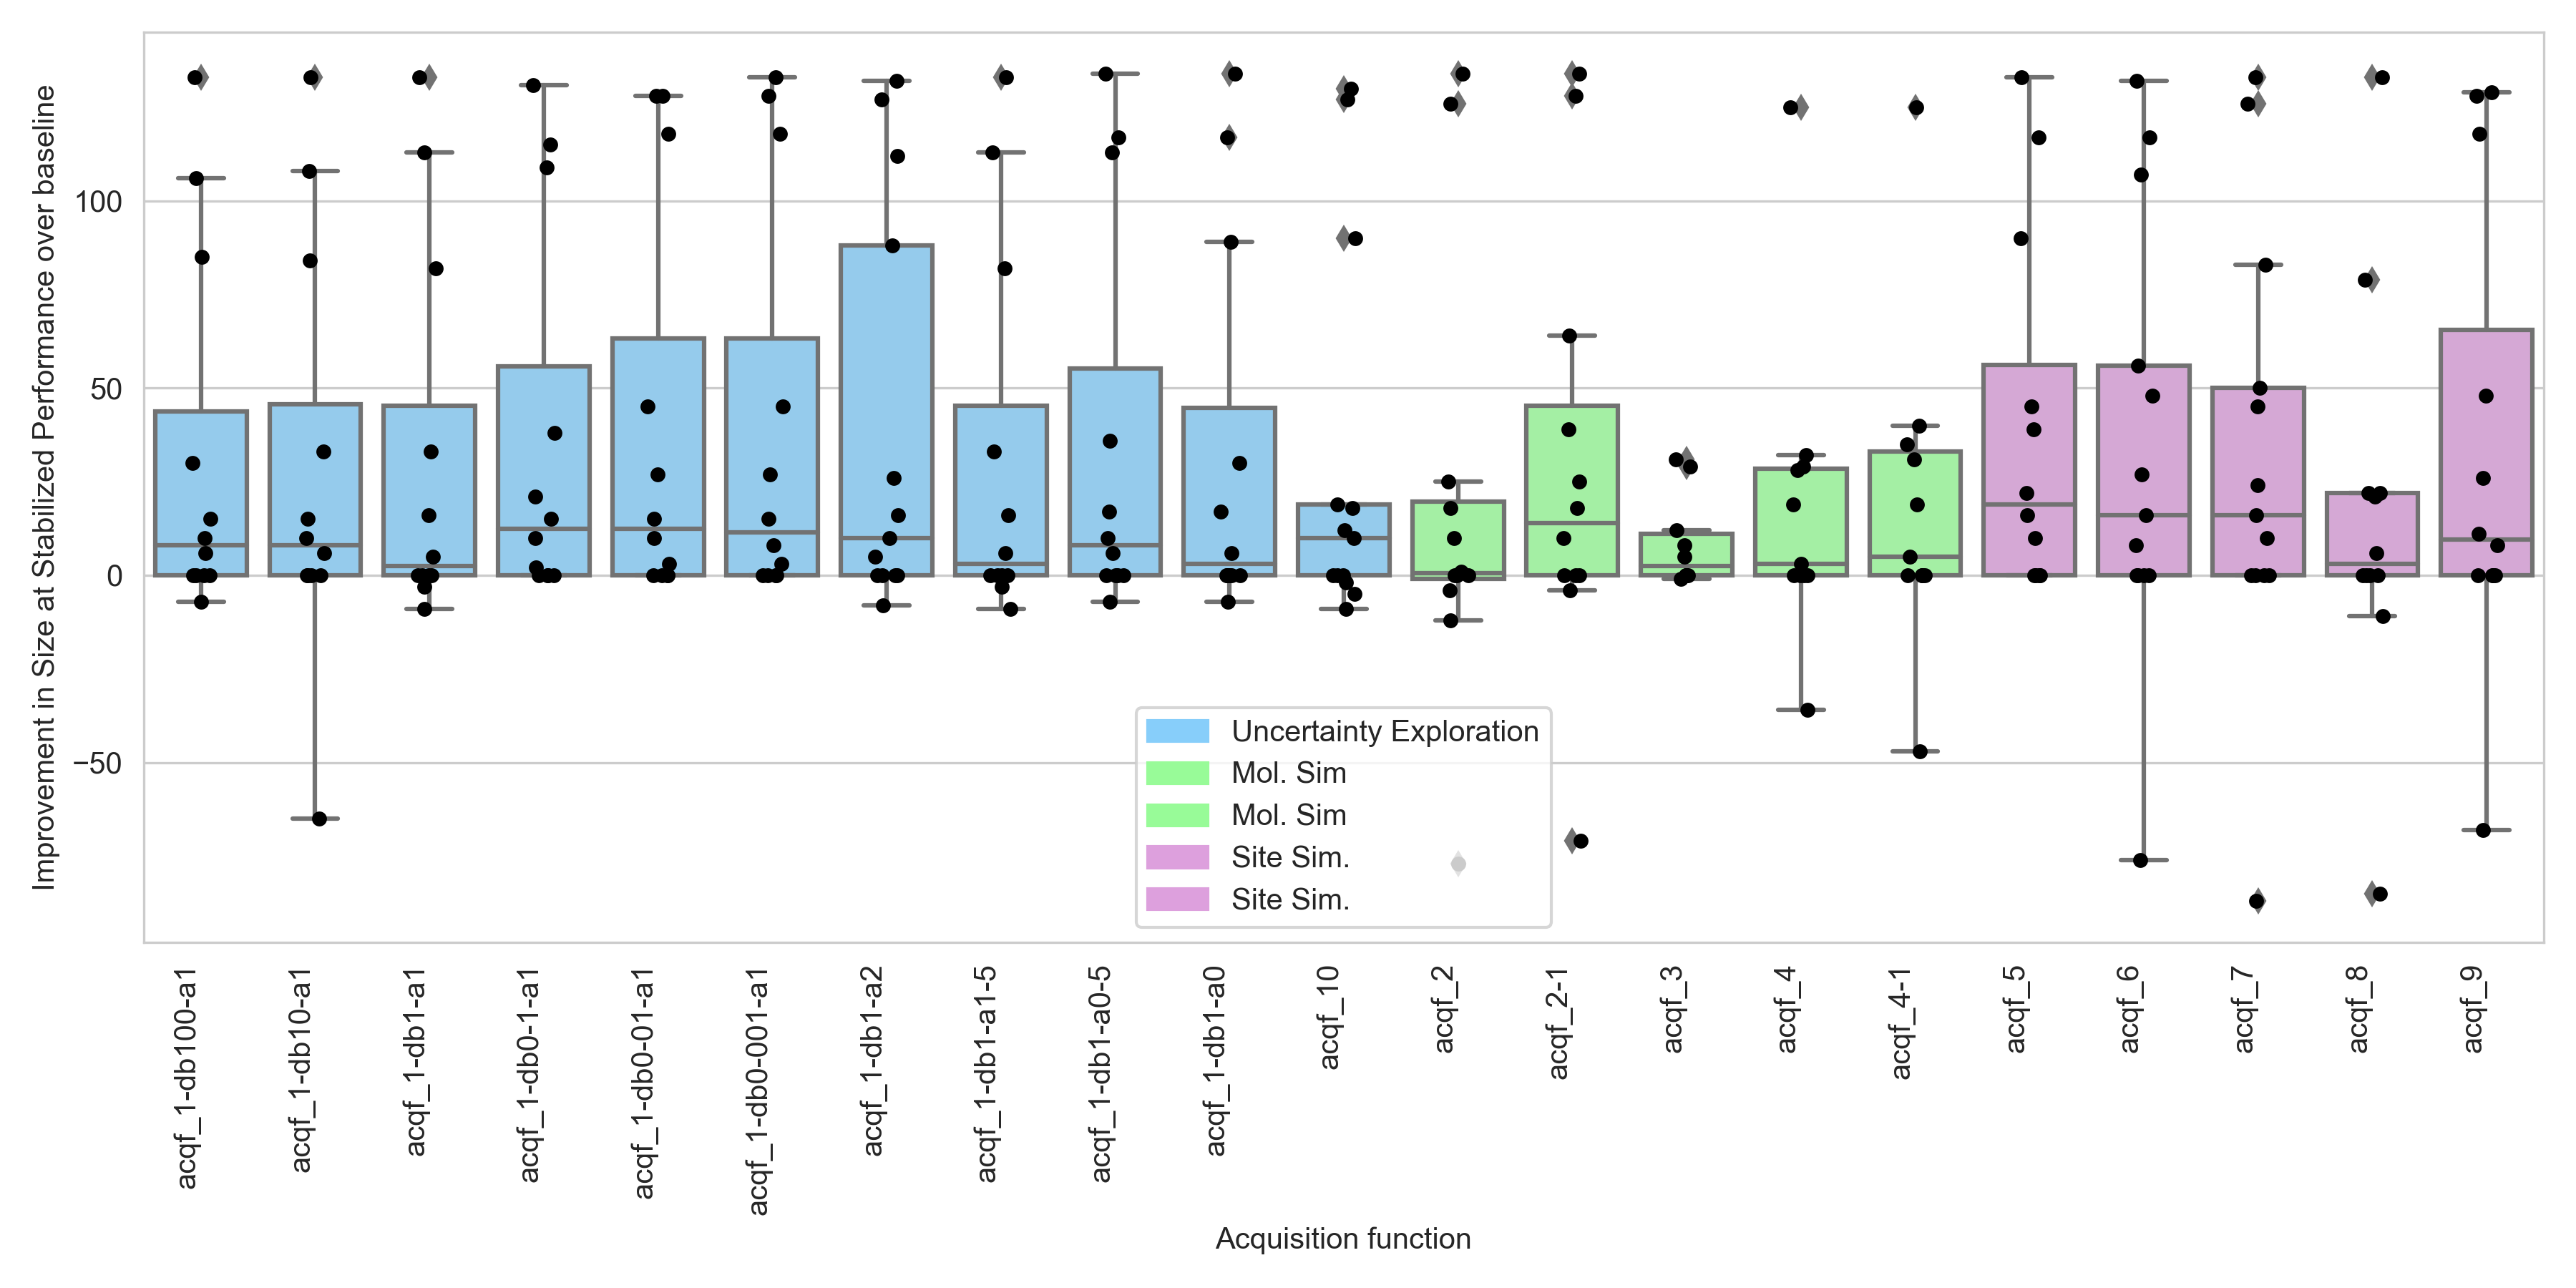 Improvement in Size at Stabilized Performance over baseline
100
50
0
−50
Uncertainty Exploration
Mol. Sim
Mol. Sim
Site Sim.
Site Sim.
acqf_1-db100-a1
acqf_1-db10-a1
acqf_1-db1-a1
acqf_1-db0-1-a1
acqf_1-db0-01-a1
acqf_1-db0-001-a1
acqf_1-db1-a2
acqf_1-db1-a1-5
acqf_1-db1-a0-5
acqf_1-db1-a0
acqf_10
acqf_2
acqf_2-1
acqf_3
acqf_4
acqf_4-1
acqf_5
acqf_6
acqf_7
acqf_8
acqf_9
Acquisition function